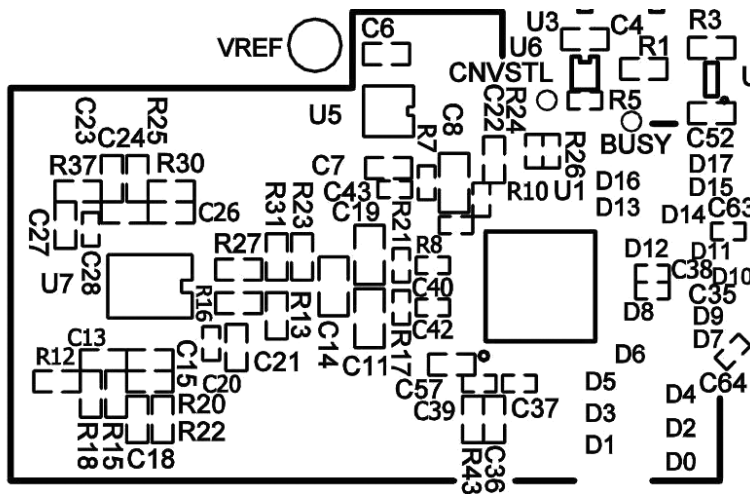 C6
U3
C4
R3
VREF
U6
R1
CNVSTL
U5
C8
C22
R24
R5
BUSY
C52
C23
C24
R25
R7
R26
R37
R30
C7
C43
R10
U1
D17
D16
D15
D13
D14
C63
C27
C28
C26
R31
R23
C19
R21
R27
R8
D12
D11
C38
D10
U7
C40
C35
R16
R13
C14
C11
C42
R17
D8
D9
D7
C13
C21
R12
C15
C20
C57
D6
C64
R20
C39
C37
D5
D4
R22
D3
D2
R18
R15
C18
R43
C36
D1
D0